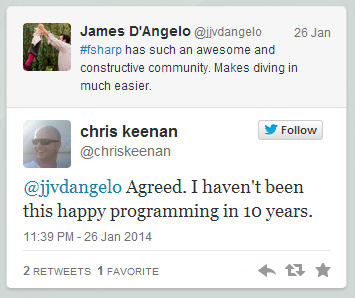 James D'Angelo @jjvdangelo 26 Jan
#fsharp has such an awesome and
constructive community. Makes diving in
much easier.
chris keenan
Follow
@chriskeenan
@jjvdangelo Agreed. I haven't been
this happy programming in 10 years.
11:39 PM - 26 Jan 2014
2 RETWEETS 1 FAVORITE